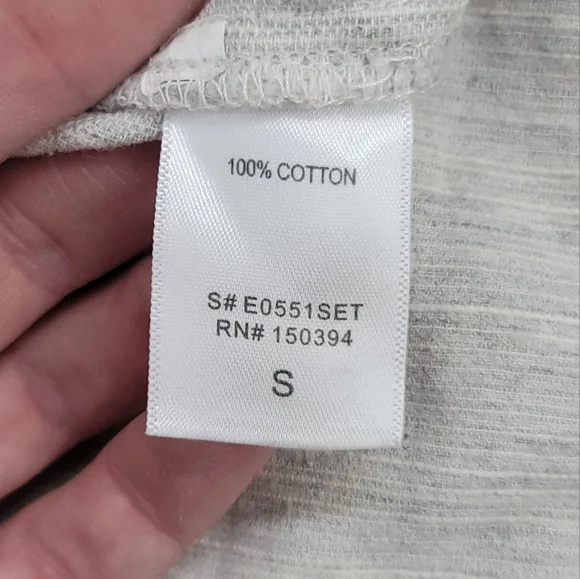 100% COTTON
S# E0551SET
RN# 150394
S